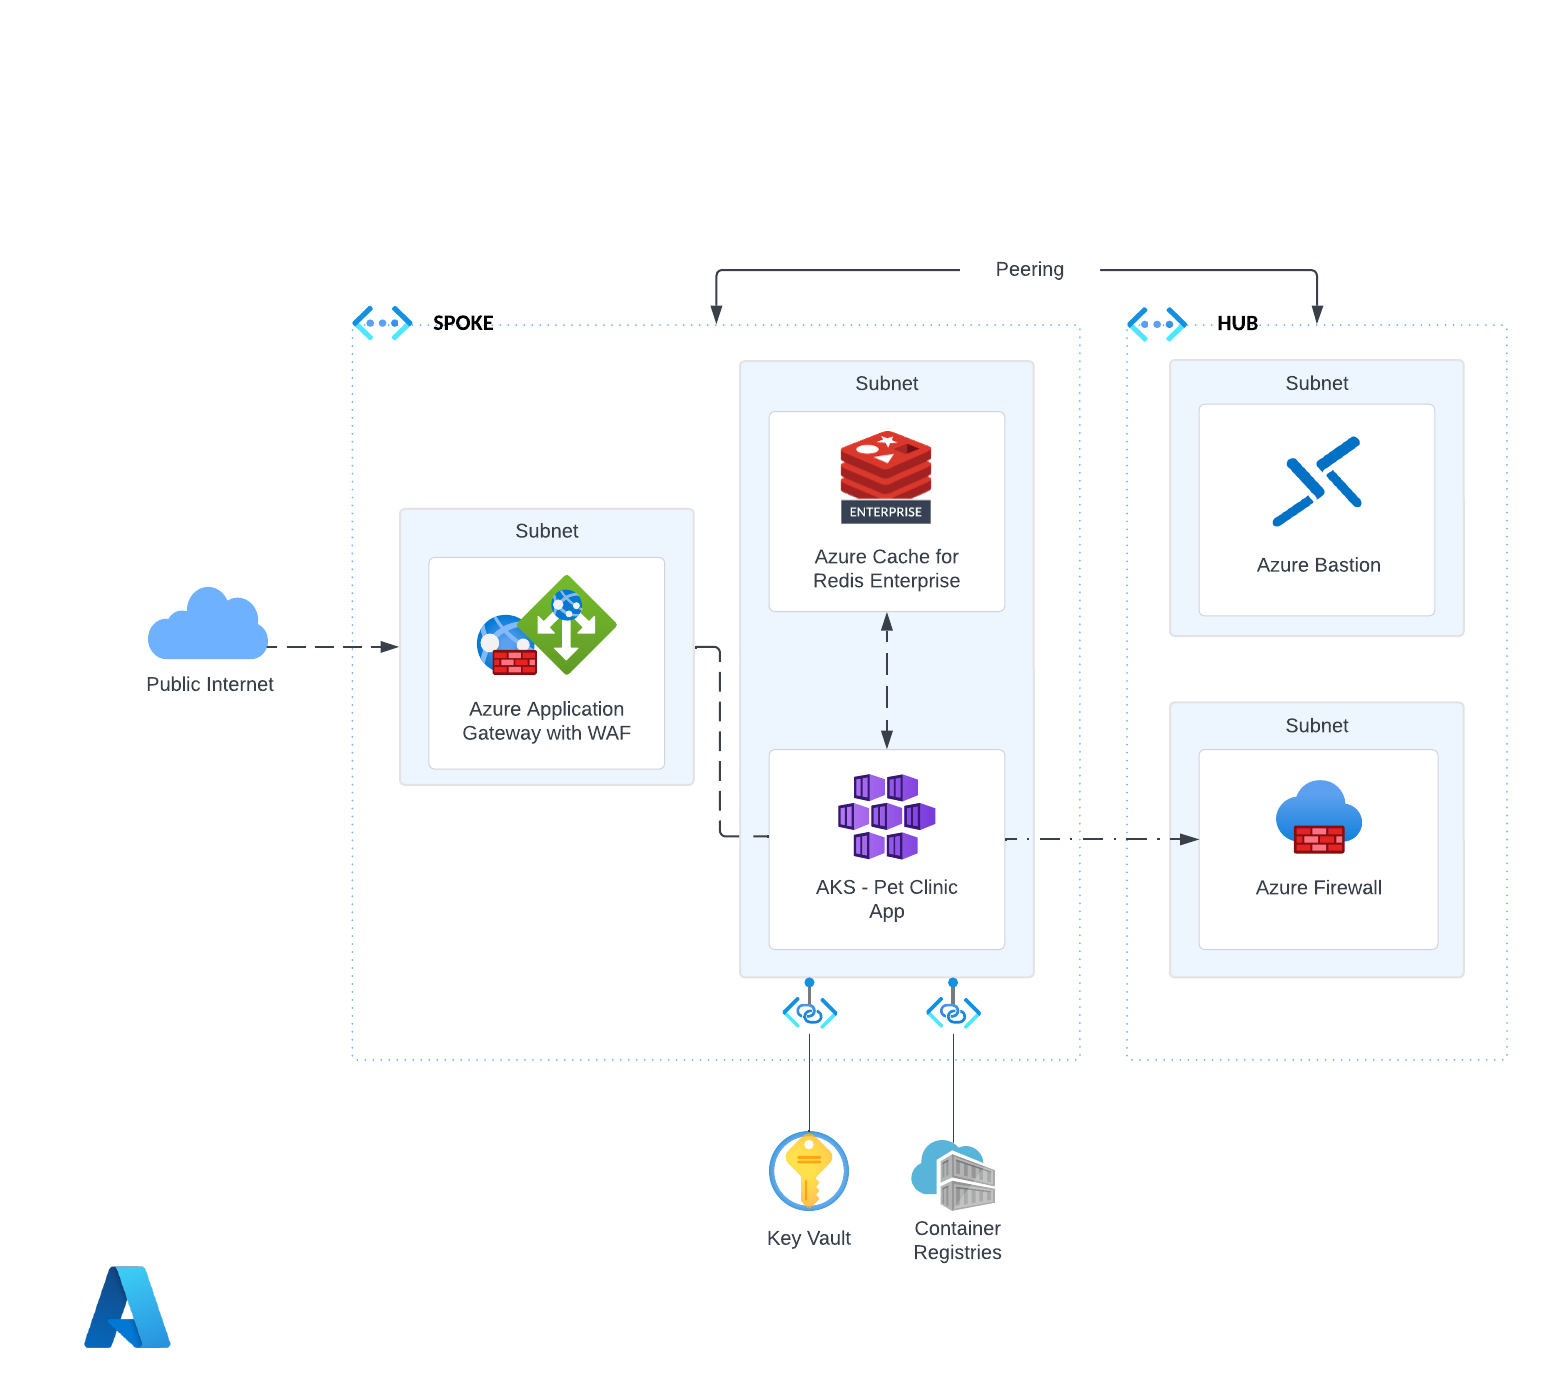 Peering
SPOKE
HUB
Subnet
ENTERPRISE
Azure Cache for
Redis Enterprise
Subnet
Azure Bastion
Subnet
Azure Application
Gateway with WAF
Public Internet
AKS - Pet Clinic
App
Subnet
Azure Firewall
Key Vault
Container
Registries